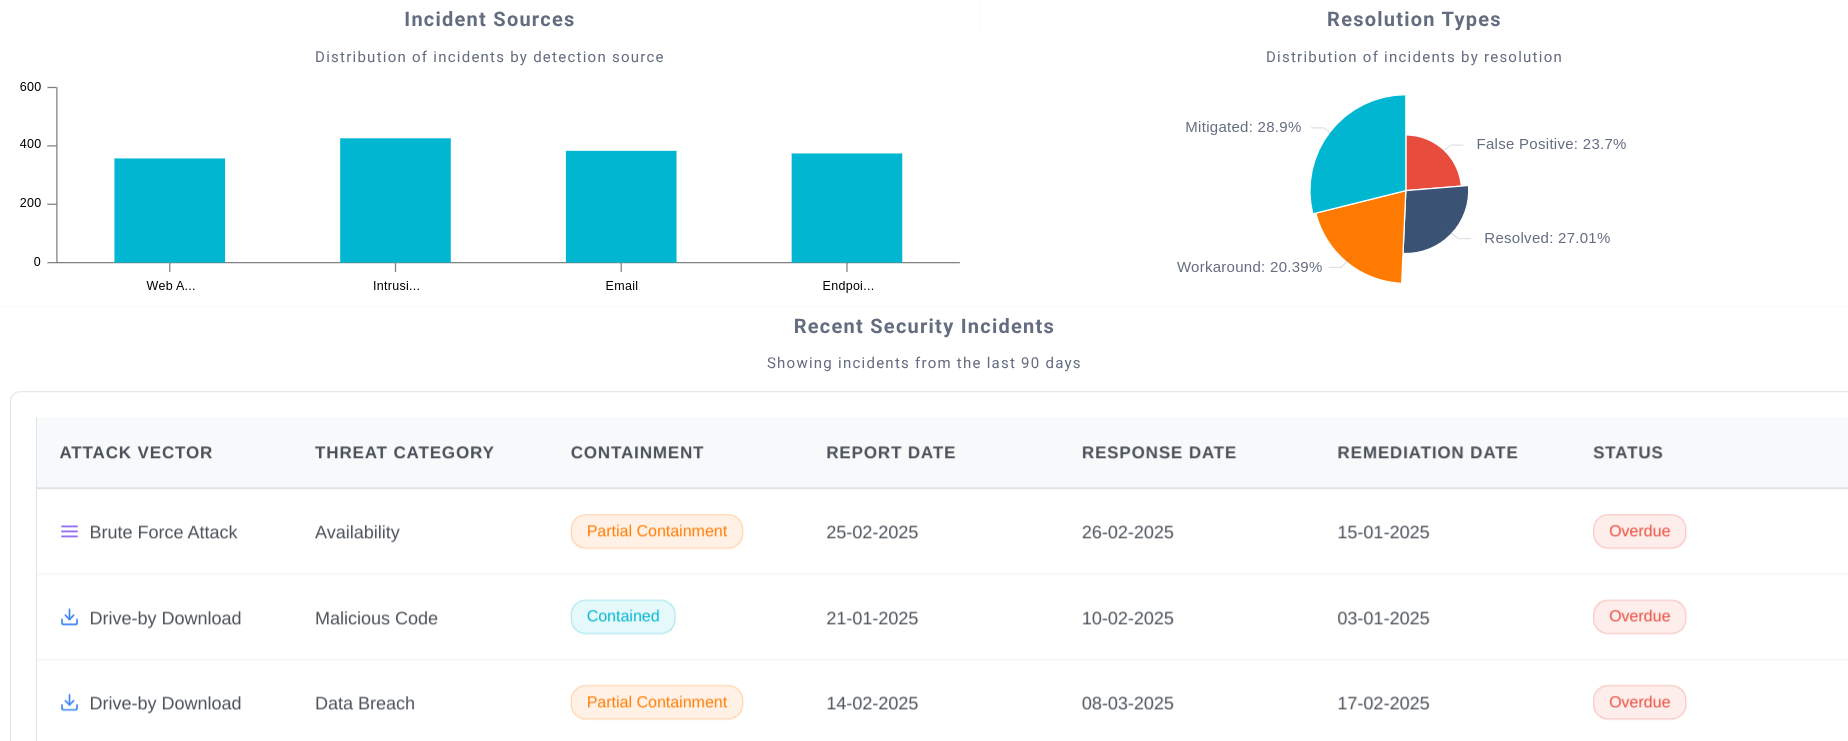 Incident Sources
Distribution of incidents by detection source
600
400
200
0
Web A...
Intrusi...
Email
Endpoi...
Resolution Types
Distribution of incidents by resolution
Mitigated: 28.9%
False Positive: 23.7%
Resolved: 27.01%
Workaround: 20.39%
Recent Security Incidents
Showing incidents from the last 90 days
ATTACK VECTOR THREAT CATEGORY CONTAINMENT REPORT DATE RESPONSE DATE REMEDIATION DATE STATUS
Brute Force Attack Availability Partial Containment 25-02-2025 26-02-2025 15-01-2025 Overdue
Drive-by Download Malicious Code Contained 21-01-2025 10-02-2025 03-01-2025 Overdue
Drive-by Download Data Breach Partial Containment 14-02-2025 08-03-2025 17-02-2025 Overdue